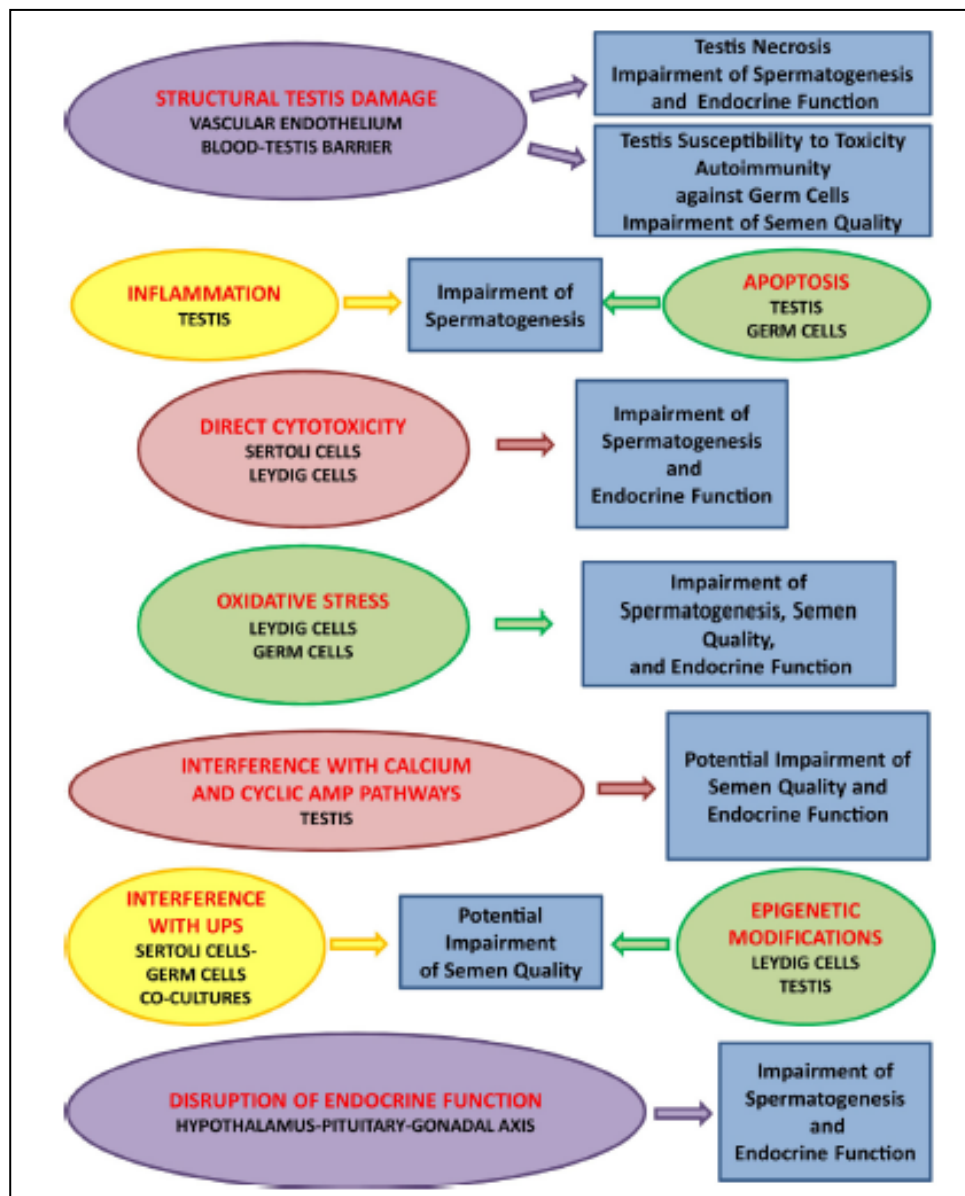 STRUCTURAL TESTIS DAMAGE
VASCULAR ENDOTHELIUM
BLOOD-TESTIS BARRIER
Testis Necrosis
Impairment of Spermatogenesis
and Endocrine Function
Testis Susceptibility to Toxicity
Autoimmunity
against Germ Cells
Impairment of Semen Quality
INFLAMMATION
TESTIS
Impairment of
Spermatogenesis
APOPTOSIS
TESTIS
GERM CELLS
DIRECT CYTOTOXICITY
SERTOLI CELLS
LEYDIG CELLS
Impairment of
Spermatogenesis
and
Endocrine Function
OXIDATIVE STRESS
LEYDIG CELLS
GERM CELLS
Impairment of
Spermatogenesis, Semen
Quality,
and Endocrine Function
INTERFERENCE WITH CALCIUM
AND CYCLIC AMP PATHWAYS
TESTIS
Potential Impairment of
Semen Quality and
Endocrine Function
INTERFERENCE
WITH UPS
SERTOLI CELLS-
GERM CELLS
CO-CULTURES
Potential
Impairment
of Semen Quality
EPIGENETIC
MODIFICATIONS
LEYDIG CELLS
TESTIS
DISRUPTION OF ENDOCRINE FUNCTION
HYPOTHALAMUS-PITUITARY-GONADAL AXIS
Impairment of
Spermatogenesis
and
Endocrine Function